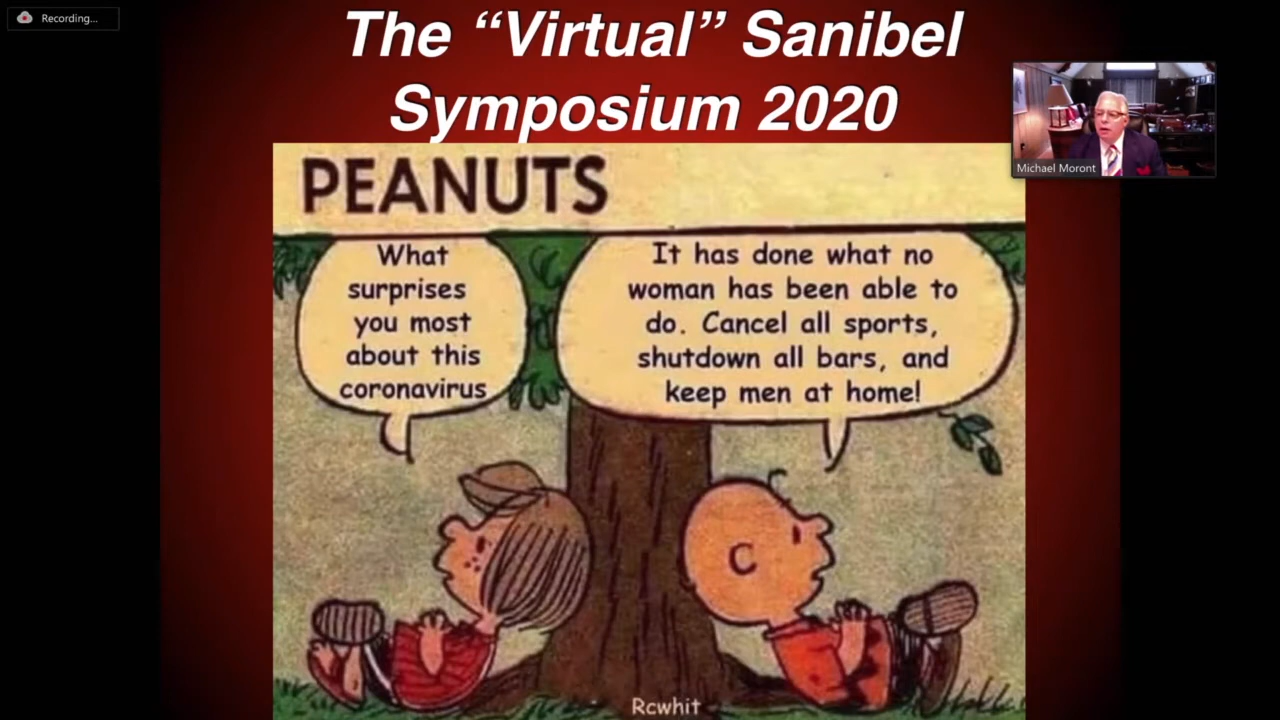 Recording...
The “Virtual” Sanibel
Symposium 2020
Michael Moront
PEANUTS
What
surprises
you most
about this
coronavirus
It has done what no
woman has been able to
do. Cancel all sports,
shutdown all bars, and
keep men at home!
C
Rcwhit